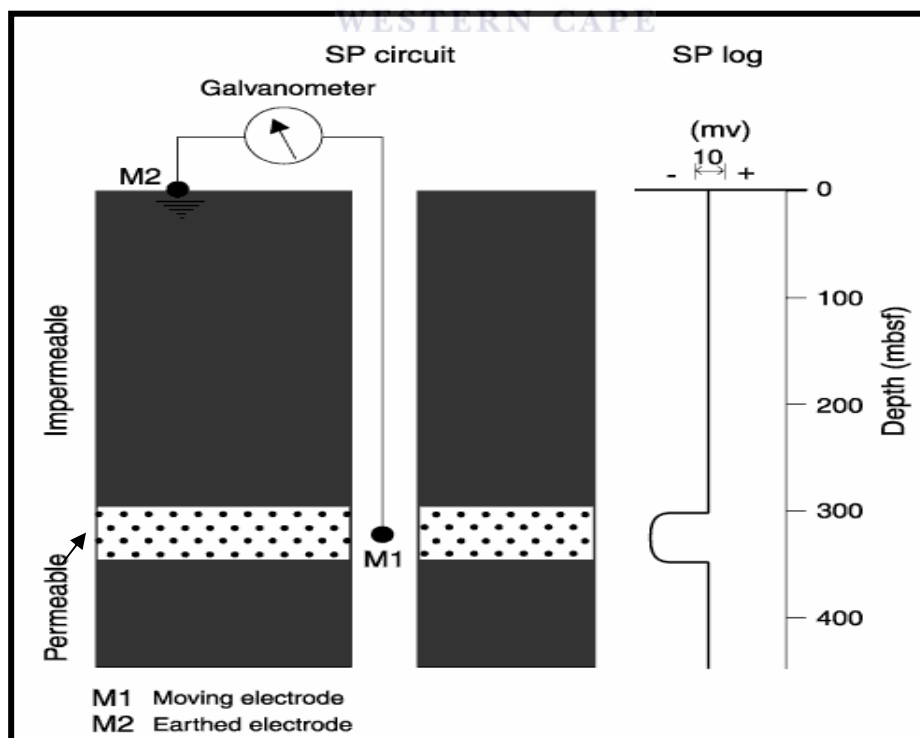 WESTERN CAPE
SP circuit
SP log
Galvanometer
(mv)
10
- +
M2
0
100
200
300
400
Depth (mbsf)
Impermeable
Permeable
M1
M1 Moving electrode
M2 Earthed electrode